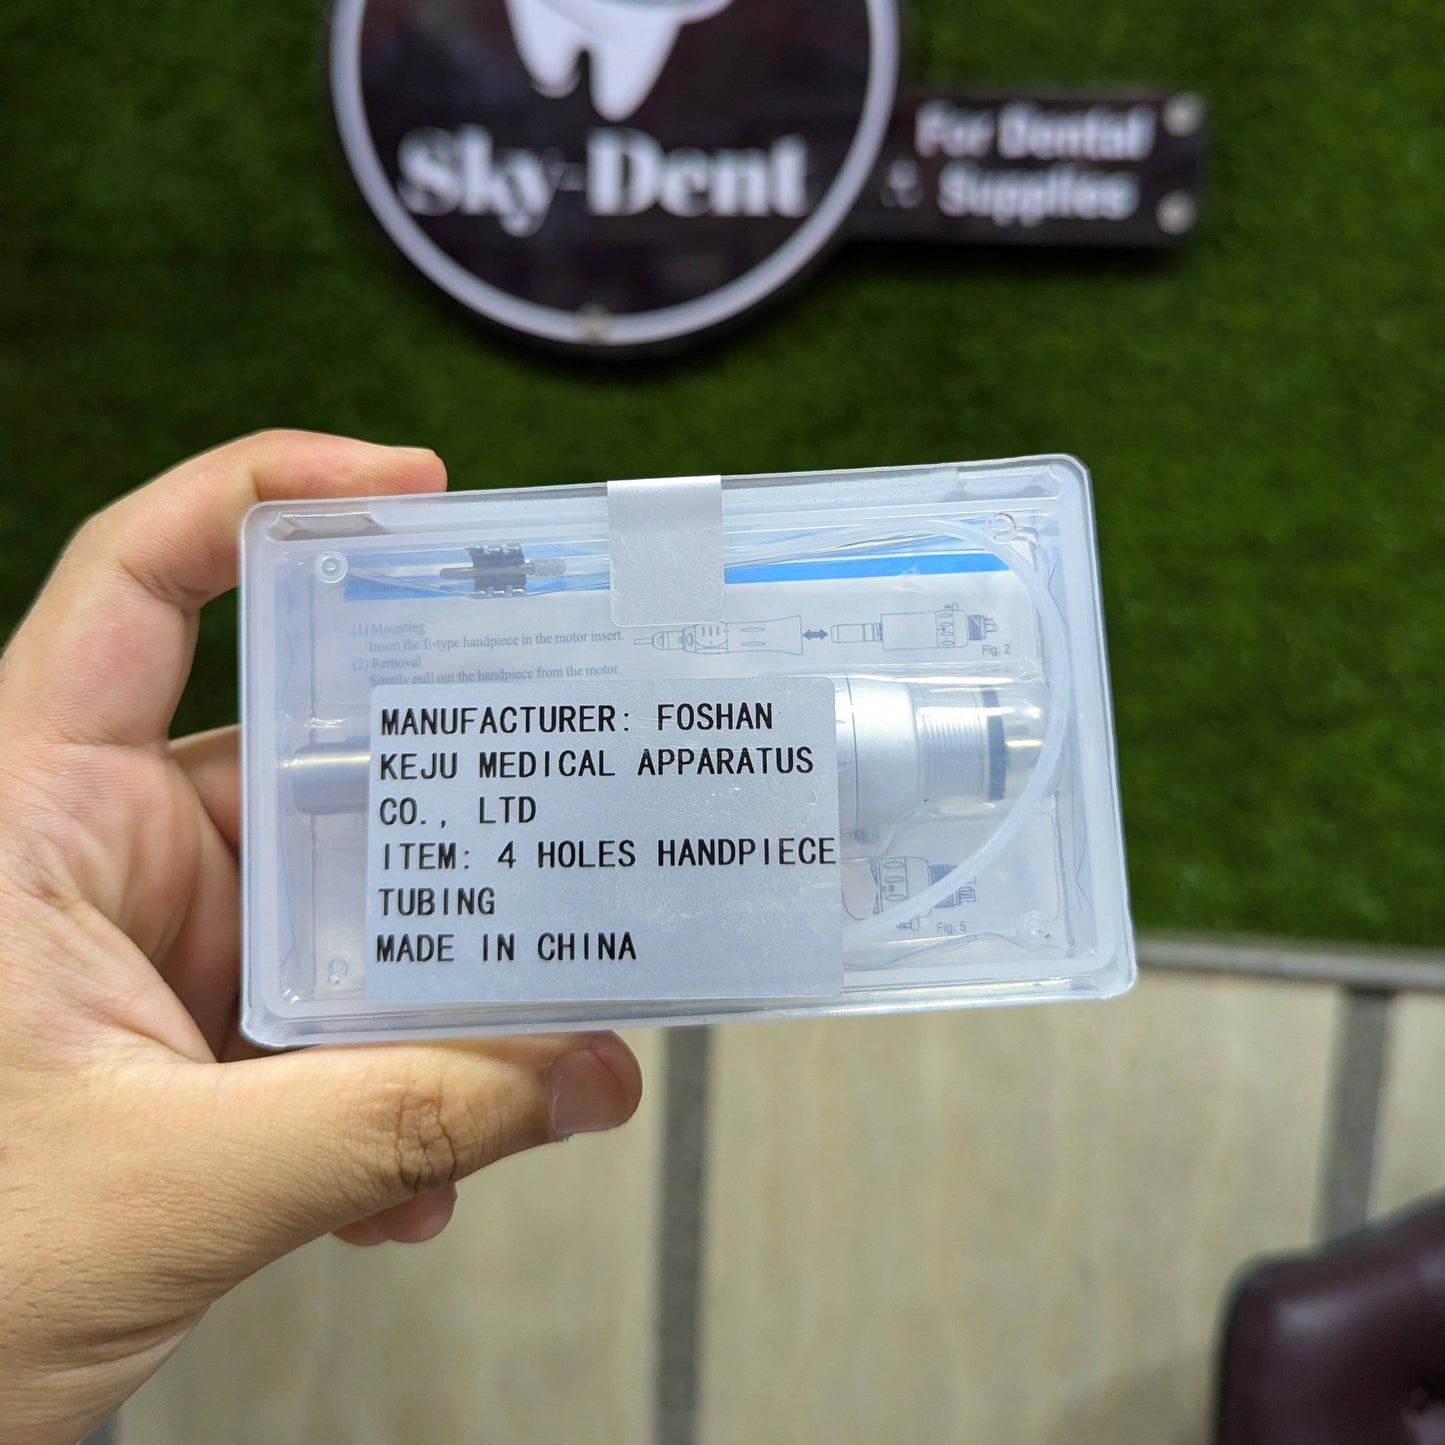 Sky-Dent
For Dental
Supplies
(1) Mounting
Insert the E-type handpiece in the motor insert.
(2) Removal
Simply pull out the handpiece from the motor.
Fig. 2
MANUFACTURER: FOSHAN
KEJU MEDICAL APPARATUS
CO., LTD
ITEM: 4 HOLES HANDPIECE
TUBING
MADE IN CHINA
Fig. 5